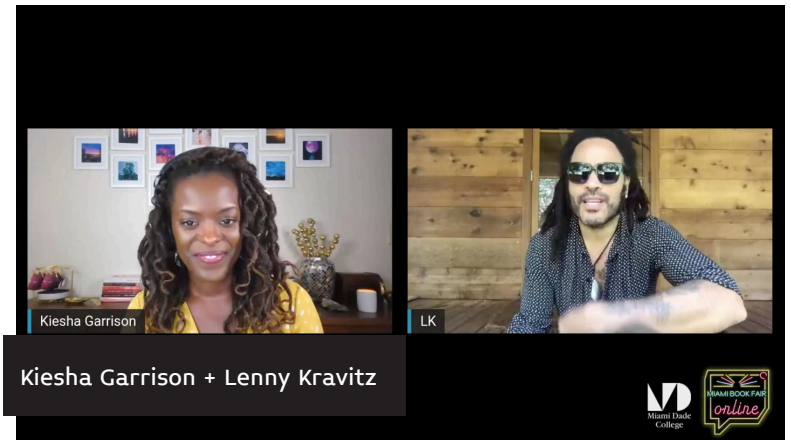 Kiesha Garrison
LK
Kiesha Garrison + Lenny Kravitz
Miami Dade
College
MIAMI BOOK FAIR
online